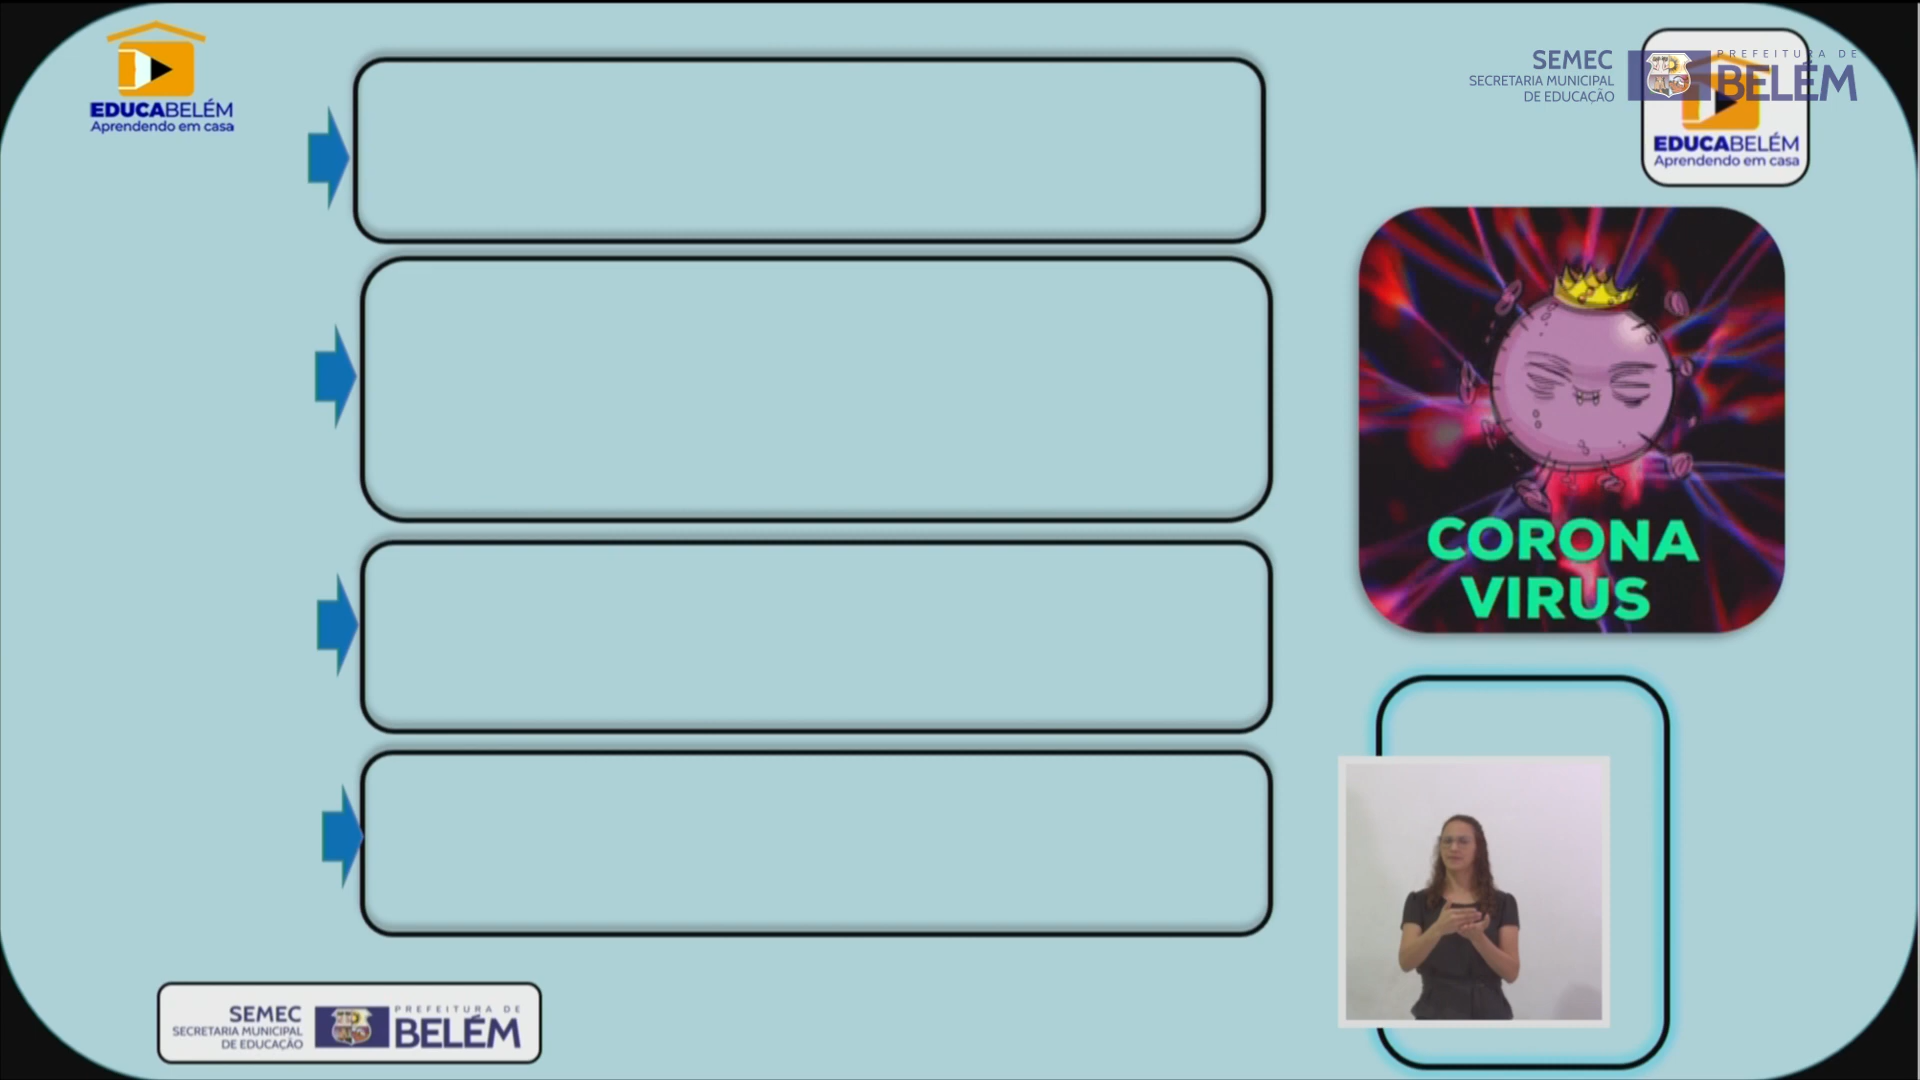 EDUCABELÉM
Aprendendo em casa
SEMEC
SECRETARIA MUNICIPAL
DE EDUCAÇÃO
PREFEITURA DE
BELÉM
EDUCABELÉM
Aprendendo em casa
CORONA
VIRUS
SEMEC
SECRETARIA MUNICIPAL
DE EDUCAÇÃO
PREFEITURA DE
BELÉM